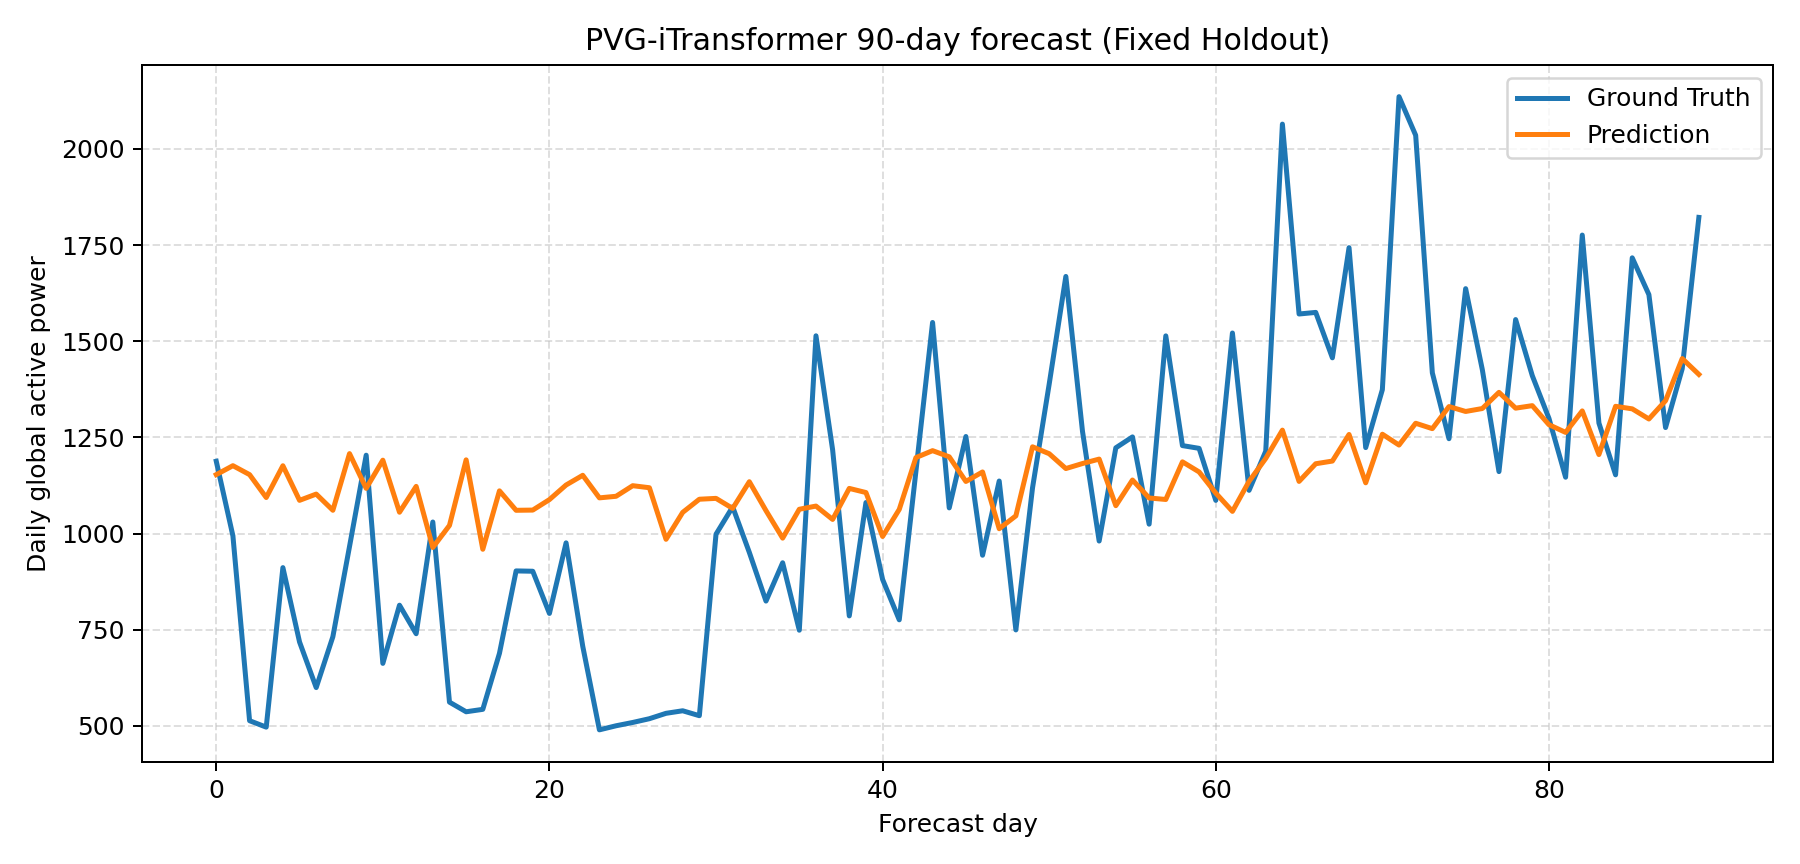 PVG-iTransformer 90-day forecast (Fixed Holdout)
Ground Truth
Prediction
Daily global active power
2000
1750
1500
1250
1000
750
500
0
20
40
60
80
Forecast day